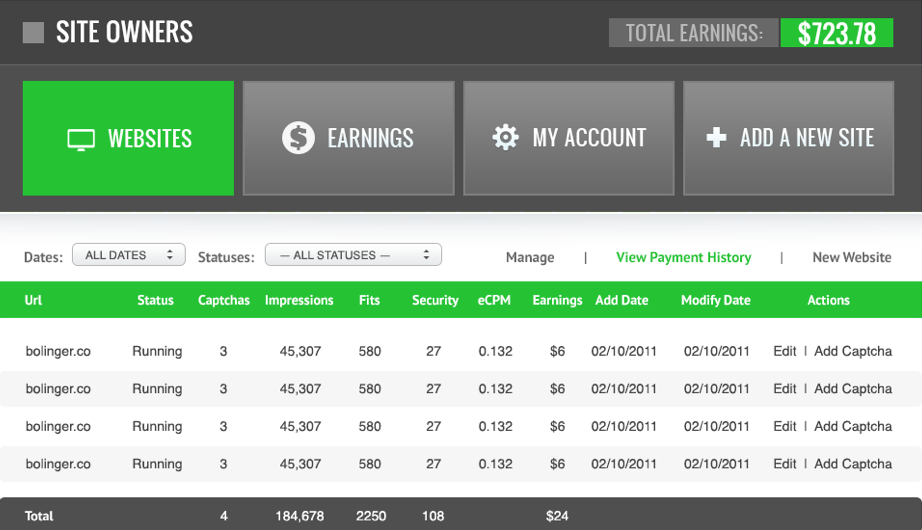 SITE OWNERS TOTAL EARNINGS: $723.78
WEBSITES EARNINGS MY ACCOUNT ADD A NEW SITE
Dates: ALL DATES Statuses: — ALL STATUSES — Manage | View Payment History | New Website
Url Status Captchas Impressions Fits Security eCPM Earnings Add Date Modify Date Actions
bolinger.co Running 3 45,307 580 27 0.132 $6 02/10/2011 02/10/2011 Edit | Add Captcha
bolinger.co Running 3 45,307 580 27 0.132 $6 02/10/2011 02/10/2011 Edit | Add Captcha
bolinger.co Running 3 45,307 580 27 0.132 $6 02/10/2011 02/10/2011 Edit | Add Captcha
bolinger.co Running 3 45,307 580 27 0.132 $6 02/10/2011 02/10/2011 Edit | Add Captcha
Total 4 184,678 2250 108 $24